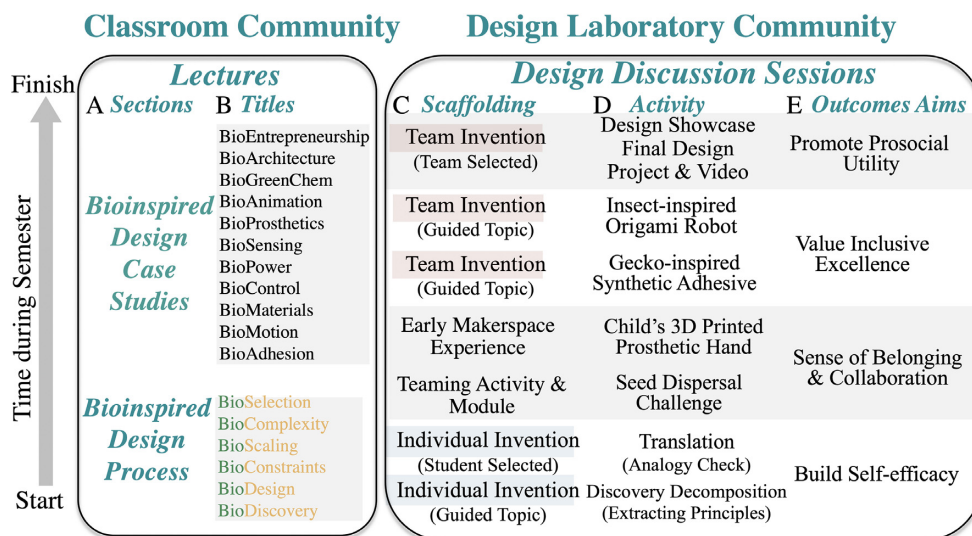 Classroom Community
Design Laboratory Community
Finish
Time during Semester
Start
Lectures
A Sections
B Titles
Bioinspired
Design
Case
Studies
BioEntrepreneurship
BioArchitecture
BioGreenChem
BioAnimation
BioProsthetics
BioSensing
BioPower
BioControl
BioMaterials
BioMotion
BioAdhesion
Bioinspired
Design
Process
BioSelection
BioComplexity
BioScaling
BioConstraints
BioDesign
BioDiscovery
Design Discussion Sessions
C Scaffolding
D Activity
E Outcomes Aims
Team Invention
(Team Selected)
Design Showcase
Final Design
Project & Video
Promote Prosocial
Utility
Team Invention
(Guided Topic)
Insect-inspired
Origami Robot
Team Invention
(Guided Topic)
Gecko-inspired
Synthetic Adhesive
Value Inclusive
Excellence
Early Makerspace
Experience
Child's 3D Printed
Prosthetic Hand
Teaming Activity &
Module
Seed Dispersal
Challenge
Sense of Belonging
& Collaboration
Individual Invention
(Student Selected)
Translation
(Analogy Check)
Individual Invention
(Guided Topic)
Discovery Decomposition
(Extracting Principles)
Build Self-efficacy